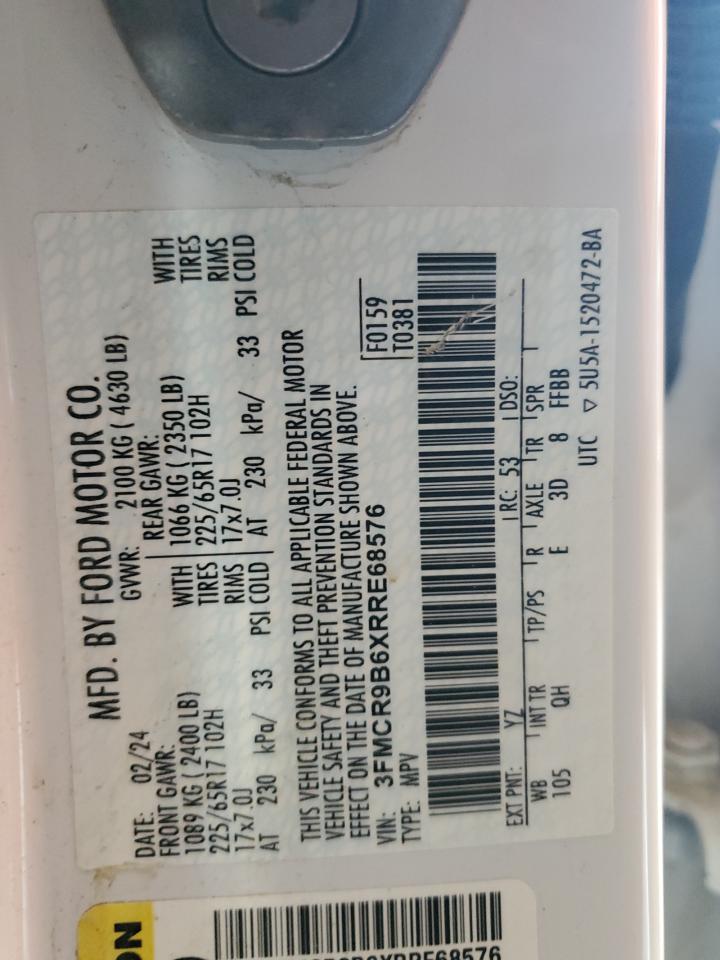 MFD. BY FORD MOTOR CO.
DATE: 02/24 GVWR: 2100 KG ( 4630 LB)
FRONT GAWR: REAR GAWR:
1089 KG ( 2400 LB) WITH 1066 KG ( 2350 LB) WITH
225/65R17 102H TIRES 225/65R17 102H TIRES
17x7.0J RIMS 17x7.0J RIMS
AT 230 kPa/ 33 PSI COLD AT 230 kPa/ 33 PSI COLD
THIS VEHICLE CONFORMS TO ALL APPLICABLE FEDERAL MOTOR
VEHICLE SAFETY AND THEFT PREVENTION STANDARDS IN
EFFECT ON THE DATE OF MANUFACTURE SHOWN ABOVE.
VIN: 3FMCR9B6XRRE68576 F0159
TYPE: MPV T0381
EXT PNT: YZ RC: 53 DSO:
WB INT TR TP/PS R AXLE TR SPR
105 QH E 3D 8 FFBB
UTC ▽ 5U5A-1520472-BA
ON
68576